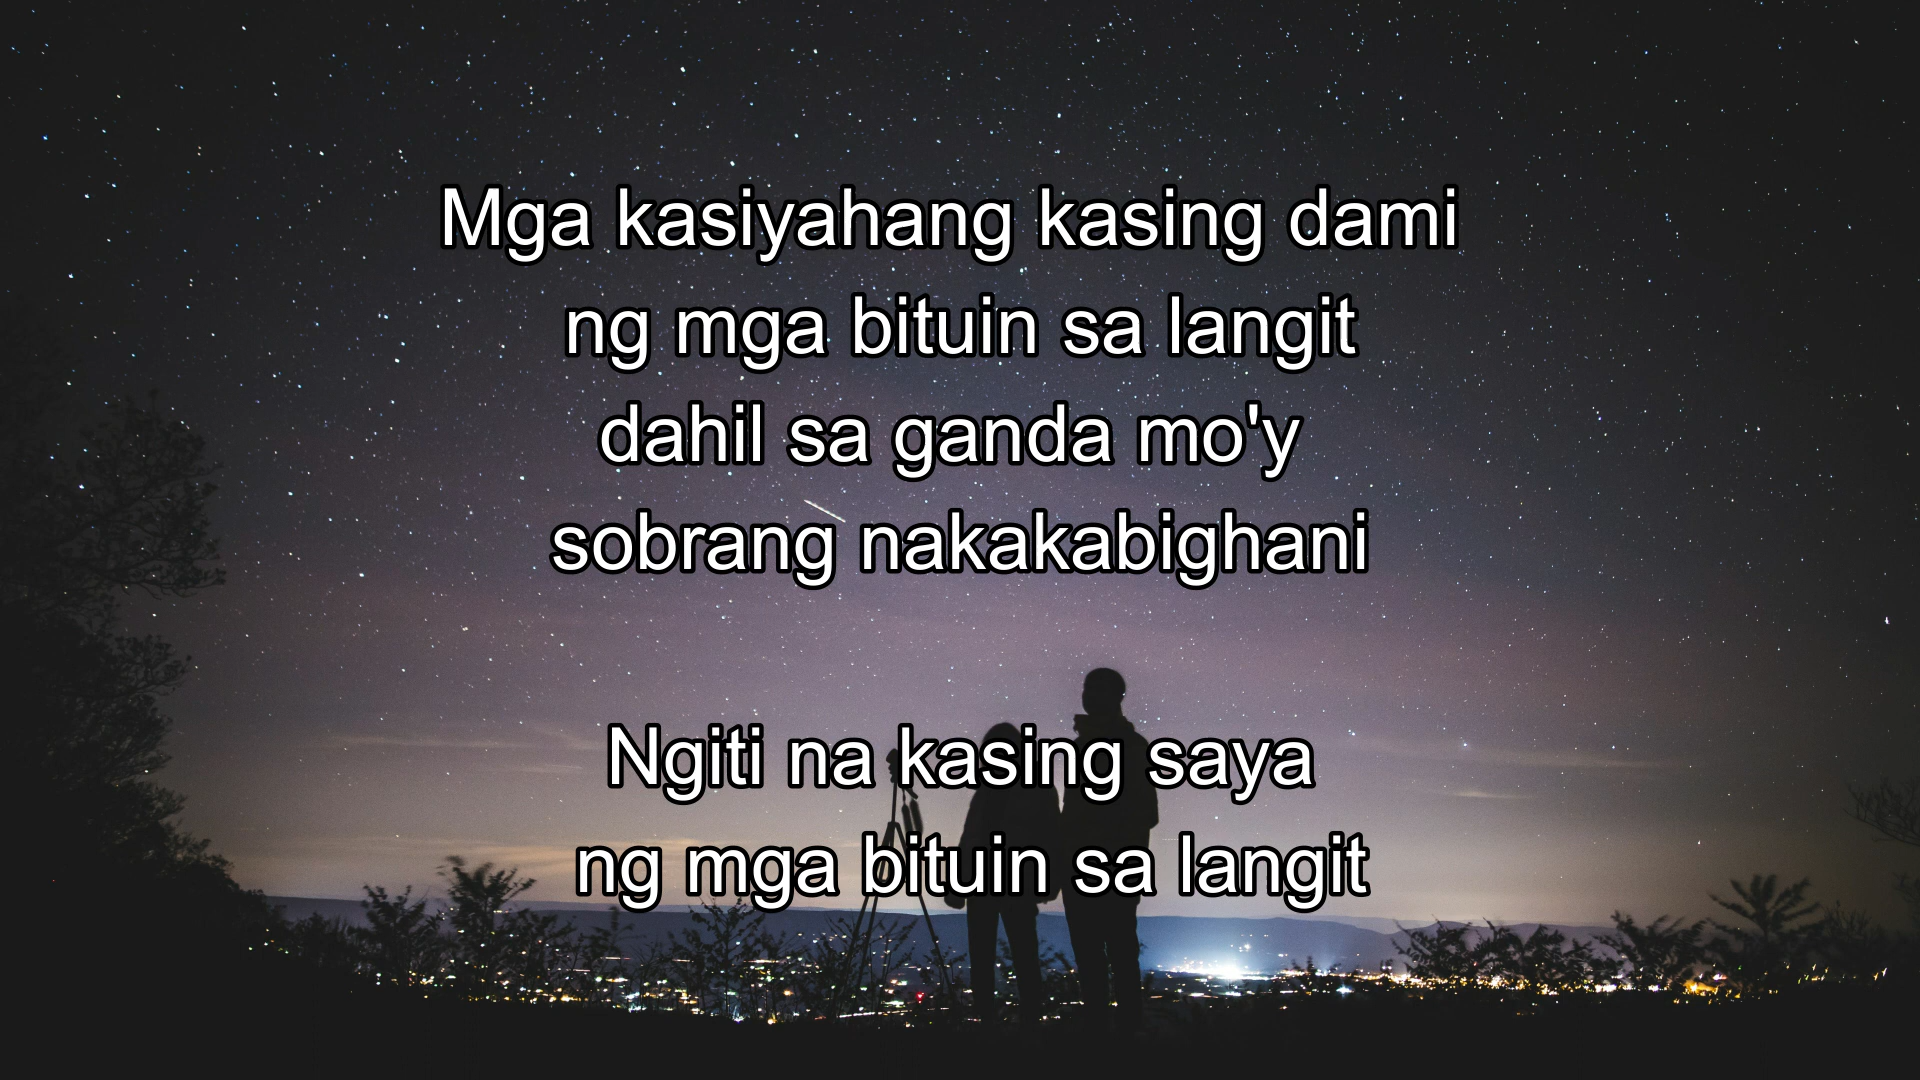 Mga kasiyahang kasing dami
ng mga bituin sa langit
dahil sa ganda mo'y
sobrang nakakabighani
Ngiti na kasing saya
ng mga bituin sa langit